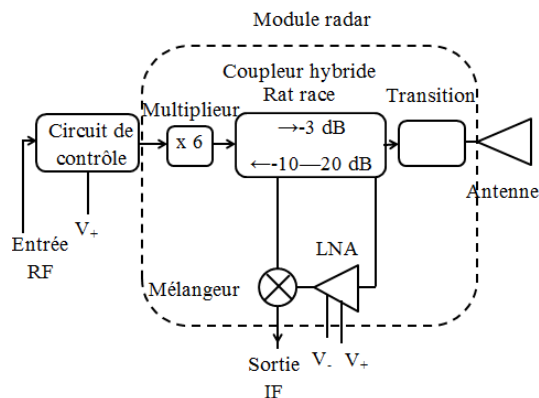 Module radar
Coupleur hybride
Rat race
Multiplieur
Transition
Circuit de
contrôle
x 6
→-3 dB
←-10—20 dB
Antenne
V₊
Entrée
RF
LNA
Mélangeur
V₋
V₊
Sortie
IF